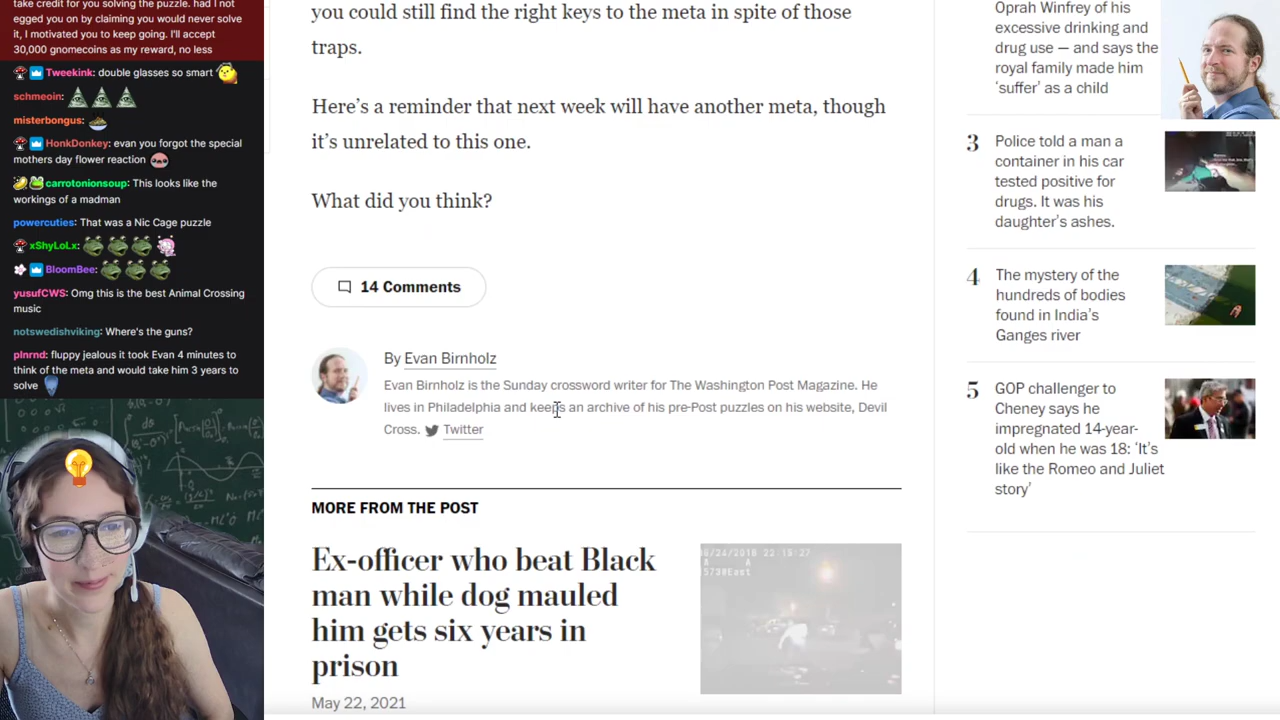 take credit for you solving the puzzle. had I not
egged you on by claiming you would never solve
it, I motivated you to keep going. I'll accept
30,000 gnomecoins as my reward, no less
Tweekink: double glasses so smart
schmeoin:
misterbongus:
HonkDonkey: evan you forgot the special
mothers day flower reaction
carrotonionsoup: This looks like the
workings of a madman
powercuties: That was a Nic Cage puzzle
xShyLoLx:
BloomBee:
yusufCWS: Omg this is the best Animal Crossing
music
notswedishviking: Where's the guns?
plnrnd: fluppy jealous it took Evan 4 minutes to
think of the meta and would take him 3 years to
solve
you could still find the right keys to the meta in spite of those
traps.
Here's a reminder that next week will have another meta, though
it's unrelated to this one.
What did you think?
14 Comments
By Evan Birnholz
Evan Birnholz is the Sunday crossword writer for The Washington Post Magazine. He
lives in Philadelphia and keeps an archive of his pre-Post puzzles on his website, Devil
Cross. Twitter
MORE FROM THE POST
Ex-officer who beat Black
man while dog mauled
him gets six years in
prison
May 22, 2021
Oprah Winfrey of his
excessive drinking and
drug use — and says the
royal family made him
'suffer' as a child
3 Police told a man a
container in his car
tested positive for
drugs. It was his
daughter's ashes.
4 The mystery of the
hundreds of bodies
found in India's
Ganges river
5 GOP challenger to
Cheney says he
impregnated 14-year-
old when he was 18: 'It's
like the Romeo and Juliet
story'